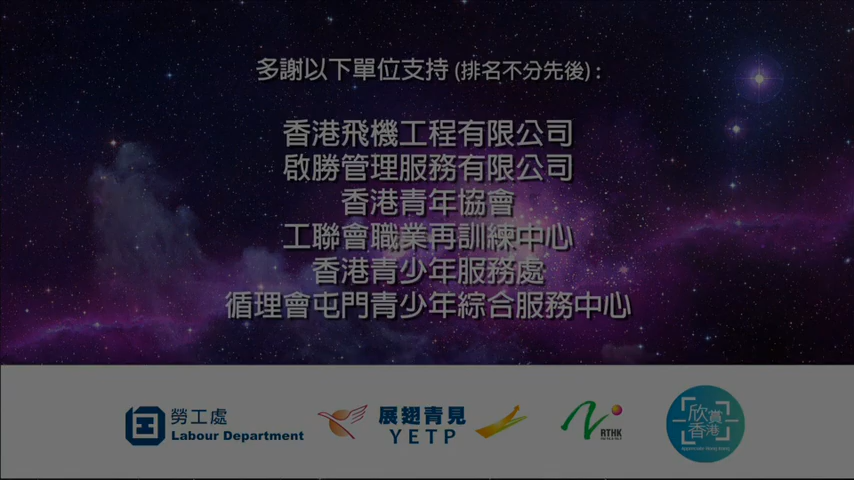 多謝以下單位支持 (排名不分先後) :
香港飛機工程有限公司
啟勝管理服務有限公司
香港青年協會
工聯會職業再訓練中心
香港青少年服務處
循理會屯門青少年綜合服務中心
勞工處
Labour Department
展翅青見
YETP
RTHK
欣賞
香港